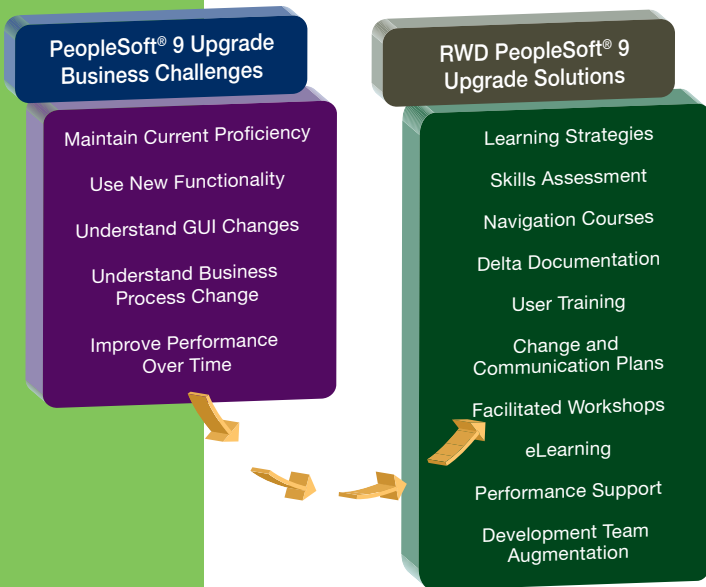 PeopleSoft® 9 Upgrade
Business Challenges
Maintain Current Proficiency
Use New Functionality
Understand GUI Changes
Understand Business
Process Change
Improve Performance
Over Time
RWD PeopleSoft® 9
Upgrade Solutions
Learning Strategies
Skills Assessment
Navigation Courses
Delta Documentation
User Training
Change and
Communication Plans
Facilitated Workshops
eLearning
Performance Support
Development Team
Augmentation